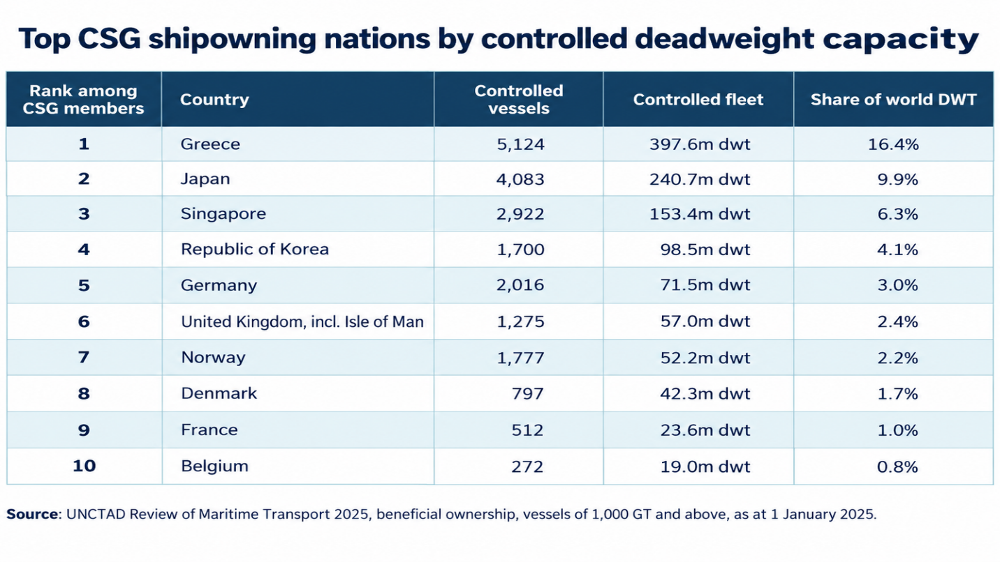 Top CSG shipowning nations by controlled deadweight capacity
Rank among CSG members Country Controlled vessels Controlled fleet Share of world DWT
1 Greece 5,124 397.6m dwt 16.4%
2 Japan 4,083 240.7m dwt 9.9%
3 Singapore 2,922 153.4m dwt 6.3%
4 Republic of Korea 1,700 98.5m dwt 4.1%
5 Germany 2,016 71.5m dwt 3.0%
6 United Kingdom, incl. Isle of Man 1,275 57.0m dwt 2.4%
7 Norway 1,777 52.2m dwt 2.2%
8 Denmark 797 42.3m dwt 1.7%
9 France 512 23.6m dwt 1.0%
10 Belgium 272 19.0m dwt 0.8%
Source: UNCTAD Review of Maritime Transport 2025, beneficial ownership, vessels of 1,000 GT and above, as at 1 January 2025.